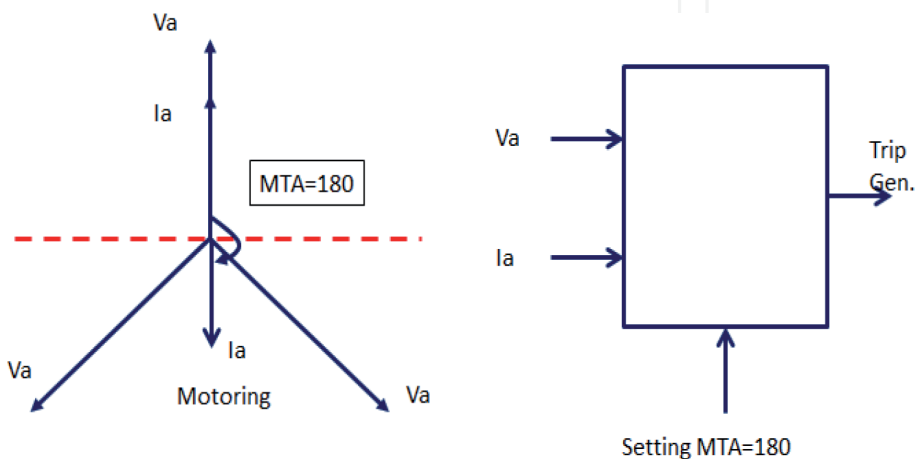 Va
Ia
MTA=180
Va
Ia
Va
Motoring
Va
Ia
Trip
Gen.
Setting MTA=180